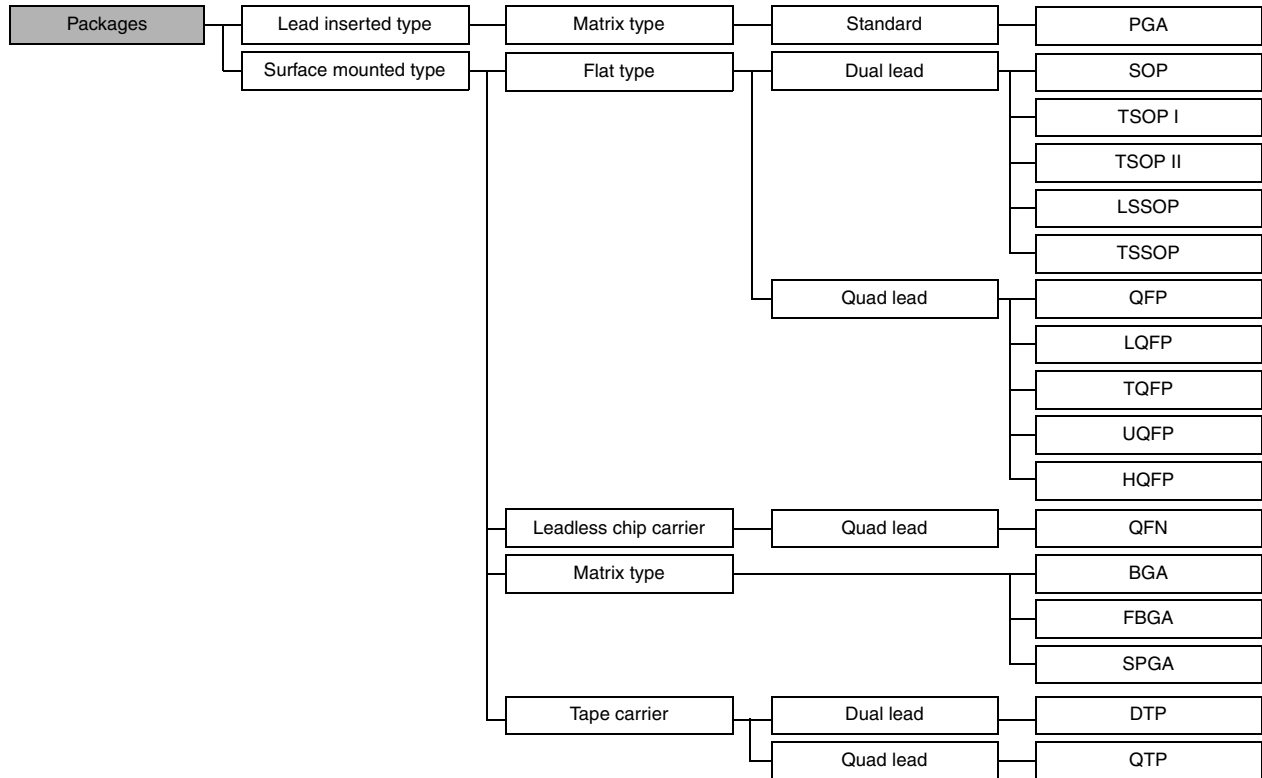 Packages
Lead inserted type
Matrix type
Standard
PGA
Surface mounted type
Flat type
Dual lead
SOP
TSOP I
TSOP II
LSSOP
TSSOP
Quad lead
QFP
LQFP
TQFP
UQFP
HQFP
Leadless chip carrier
Quad lead
QFN
Matrix type
BGA
FBGA
SPGA
Tape carrier
Dual lead
DTP
Quad lead
QTP